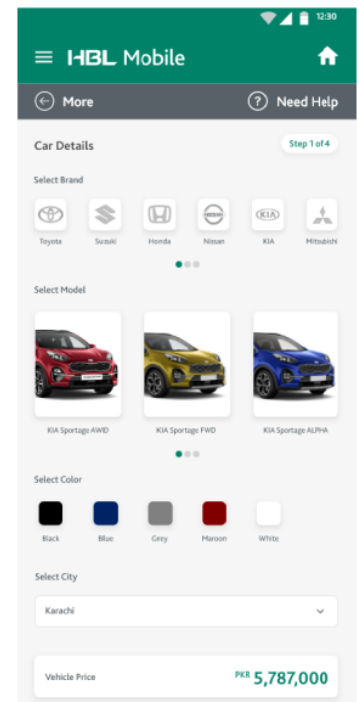 12:30
HBL Mobile
More
? Need Help
Car Details
Step 1 of 4
Select Brand
Toyota Suzuki Honda Nissan KIA Mitsubishi
Select Model
KIA Sportage AWD KIA Sportage FWD KIA Sportage ALPHA
Select Color
Black Blue Grey Maroon White
Select City
Karachi
Vehicle Price
PKR 5,787,000